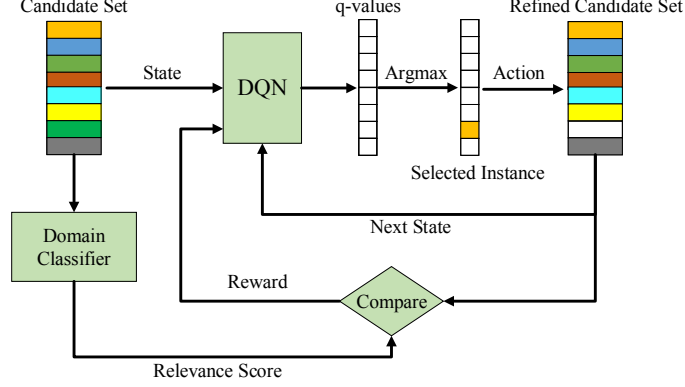 Candidate Set
q-values
Refined Candidate Set
State
DQN
Argmax
Action
Selected Instance
Next State
Domain
Classifier
Reward
Compare
Relevance Score